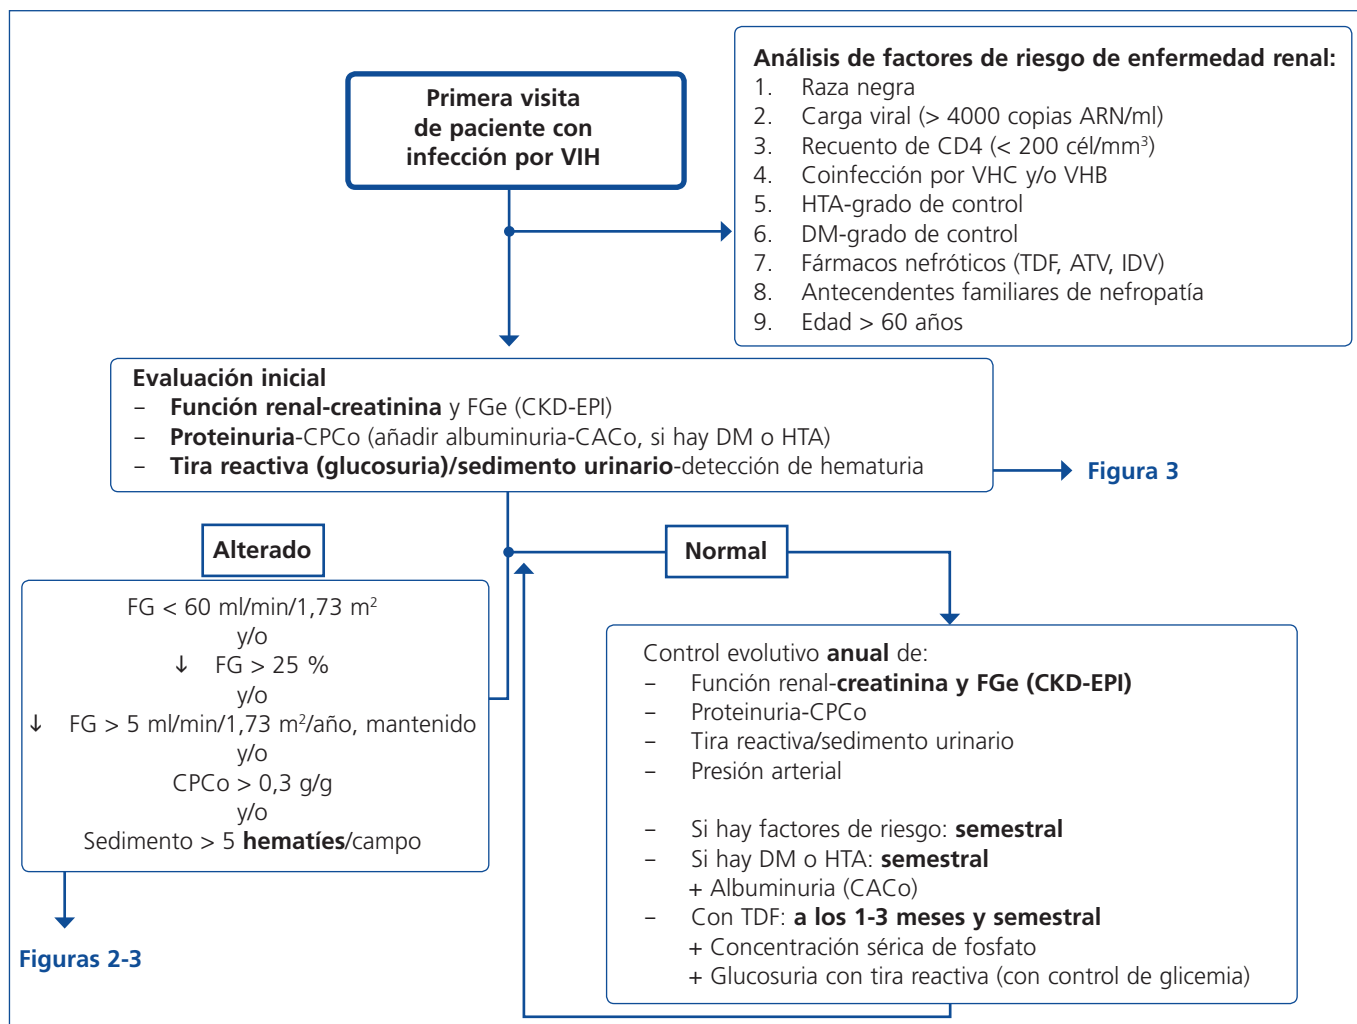 Primera visita
de paciente con
infección por VIH
Análisis de factores de riesgo de enfermedad renal:
1. Raza negra
2. Carga viral (> 4000 copias ARN/ml)
3. Recuento de CD4 (< 200 cél/mm³)
4. Coinfección por VHC y/o VHB
5. HTA-grado de control
6. DM-grado de control
7. Fármacos nefróticos (TDF, ATV, IDV)
8. Antecendentes familiares de nefropatía
9. Edad > 60 años
Evaluación inicial
– Función renal-creatinina y FGe (CKD-EPI)
– Proteinuria-CPCo (añadir albuminuria-CACo, si hay DM o HTA)
– Tira reactiva (glucosuria)/sedimento urinario-detección de hematuria
Figura 3
Alterado
FG < 60 ml/min/1,73 m²
y/o
↓ FG > 25 %
y/o
↓ FG > 5 ml/min/1,73 m²/año, mantenido
y/o
CPCo > 0,3 g/g
y/o
Sedimento > 5 hematíes/campo
Figuras 2-3
Normal
Control evolutivo anual de:
– Función renal-creatinina y FGe (CKD-EPI)
– Proteinuria-CPCo
– Tira reactiva/sedimento urinario
– Presión arterial
– Si hay factores de riesgo: semestral
– Si hay DM o HTA: semestral
+ Albuminuria (CACo)
– Con TDF: a los 1-3 meses y semestral
+ Concentración sérica de fosfato
+ Glucosuria con tira reactiva (con control de glicemia)